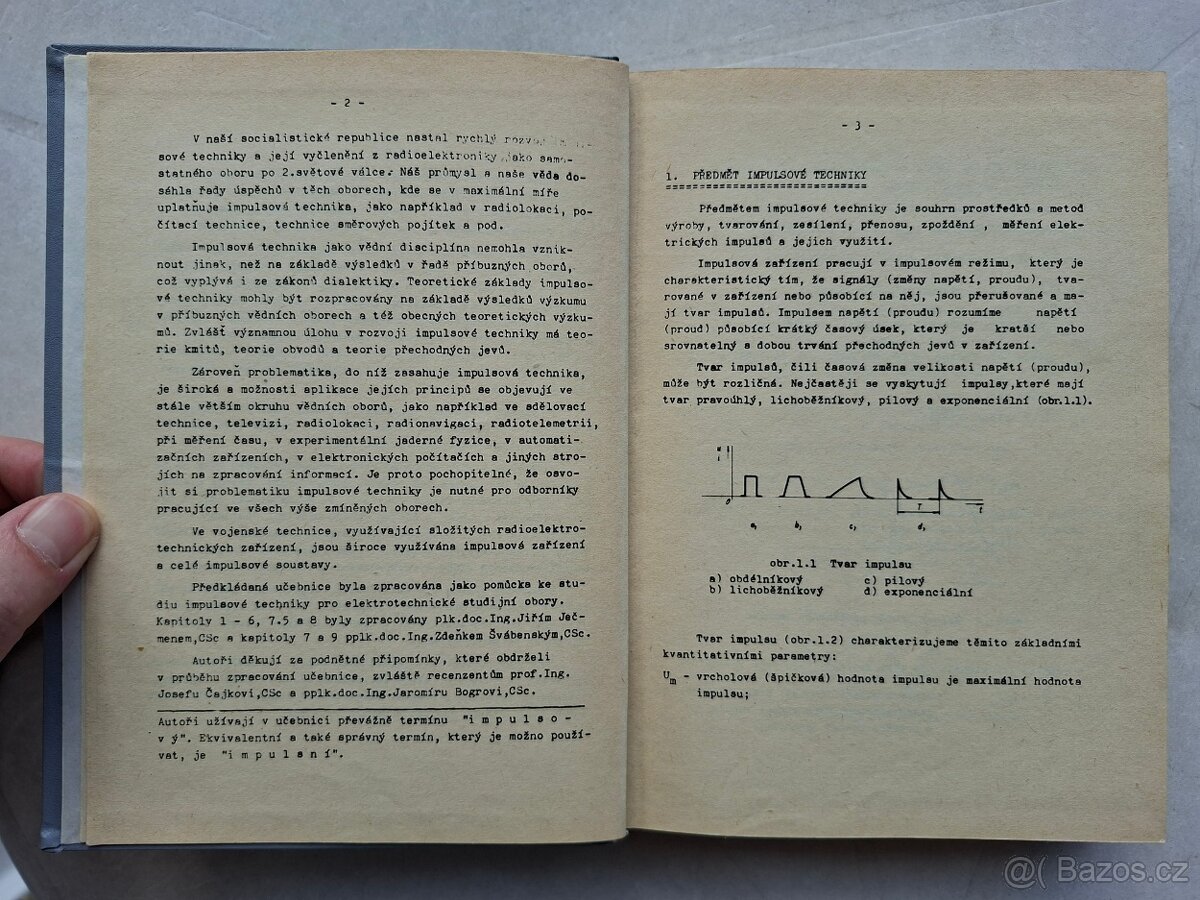 - 2 -
V naší socialistické republice nastal rychlý
sové techniky a její vyčlenění z radioelektroniky jako samo-
statného oboru po 2.světové válce. Náš průmysl a naše věda do-
sáhla řady úspěchů v těch oborech, kde se v maximální míře
uplatňuje impulsová technika, jako například v radiolokaci, po-
čítací technice, technice směrových pojítek a pod.
Impulsová technika jako vědní disciplína nemohla vznik-
nout jinak, než na základě výsledků v řadě příbuzných oborů,
což vyplývá i ze zákonů dialektiky. Teoretické základy impulso-
vé techniky mohly být rozpracovány na základě výsledků výzkumu
v příbuzných vědních oborech a též obecných teoretických výzku-
mů. Zvlášť významnou úlohu v rozvoji impulsové techniky má teo-
rie kmitů, teorie obvodů a teorie přechodných jevů.
Zároveň problematika, do níž zasahuje impulsová technika,
je široká a možnosti aplikace jejích principů se objevují ve
stále větším okruhu vědních oborů, jako například ve sdělovací
technice, televizi, radiolokaci, radionavigaci, radiotelemetrii,
při měření času, v experimentální jaderné fyzice, v automati-
začních zařízeních, v elektronických počítačích a jiných stro-
jích na zpracování informací. Je proto pochopitelné, že osvo-
jit si problematiku impulsové techniky je nutné pro odborníky
pracující ve všech výše zmíněných oborech.
Ve vojenské technice, využívající složitých radioelektro-
technických zařízení, jsou široce využívána impulsová zařízení
a celé impulsové soustavy.
Předkládaná učebnice byla zpracována jako pomůcka ke stu-
diu impulsové techniky pro elektrotechnické studijní obory.
Kapitoly 1 - 6, 7.5 a 8 byly zpracovány plk.doc.Ing.Jiřím Ječ-
menem,CSc a kapitoly 7 a 9 pplk.doc.Ing.Zdeňkem Švábenským,CSc.
Autoři děkují za podnětné připomínky, které obdrželi
v průběhu zpracování učebnice, zvláště recenzentům prof.Ing.
Josefu Čajkovi,CSc a pplk.doc.Ing.Jaromíru Bogrovi,CSc.
Autoři užívají v učebnici převážně termínu "i m p u l s o -
v ý". Ekvivalentní a také správný termín, který je možno použí-
vat, je "i m p u l s n í".
- 3 -
1. PŘEDMĚT IMPULSOVÉ TECHNIKY
Předmětem impulsové techniky je souhrn prostředků a metod
výroby, tvarování, zesílení, přenosu, zpoždění , měření elek-
trických impulsů a jejich využití.
Impulsová zařízení pracují v impulsovém režimu, který je
charakteristický tím, že signály (změny napětí, proudu), tva-
rované v zařízení nebo působící na něj, jsou přerušované a ma-
jí tvar impulsů. Impulsem napětí (proudu) rozumíme napětí
(proud) působící krátký časový úsek, který je kratší nebo
srovnatelný s dobou trvání přechodných jevů v zařízení.
Tvar impulsů, čili časová změna velikosti napětí (proudu),
může být rozličná. Nejčastěji se vyskytují impulsy,které mají
tvar pravoúhlý, lichoběžníkový, pilový a exponenciální (obr.1.1).
0 T t
a, b, c, d,
obr.1.1 Tvar impulsu
a) obdélníkový c) pilový
b) lichoběžníkový d) exponenciální
Tvar impulsu (obr.1.2) charakterizujeme těmito základními
kvantitativními parametry:
Um - vrcholová (špičková) hodnota impulsu je maximální hodnota
impulsu;
@( Bazos.cz